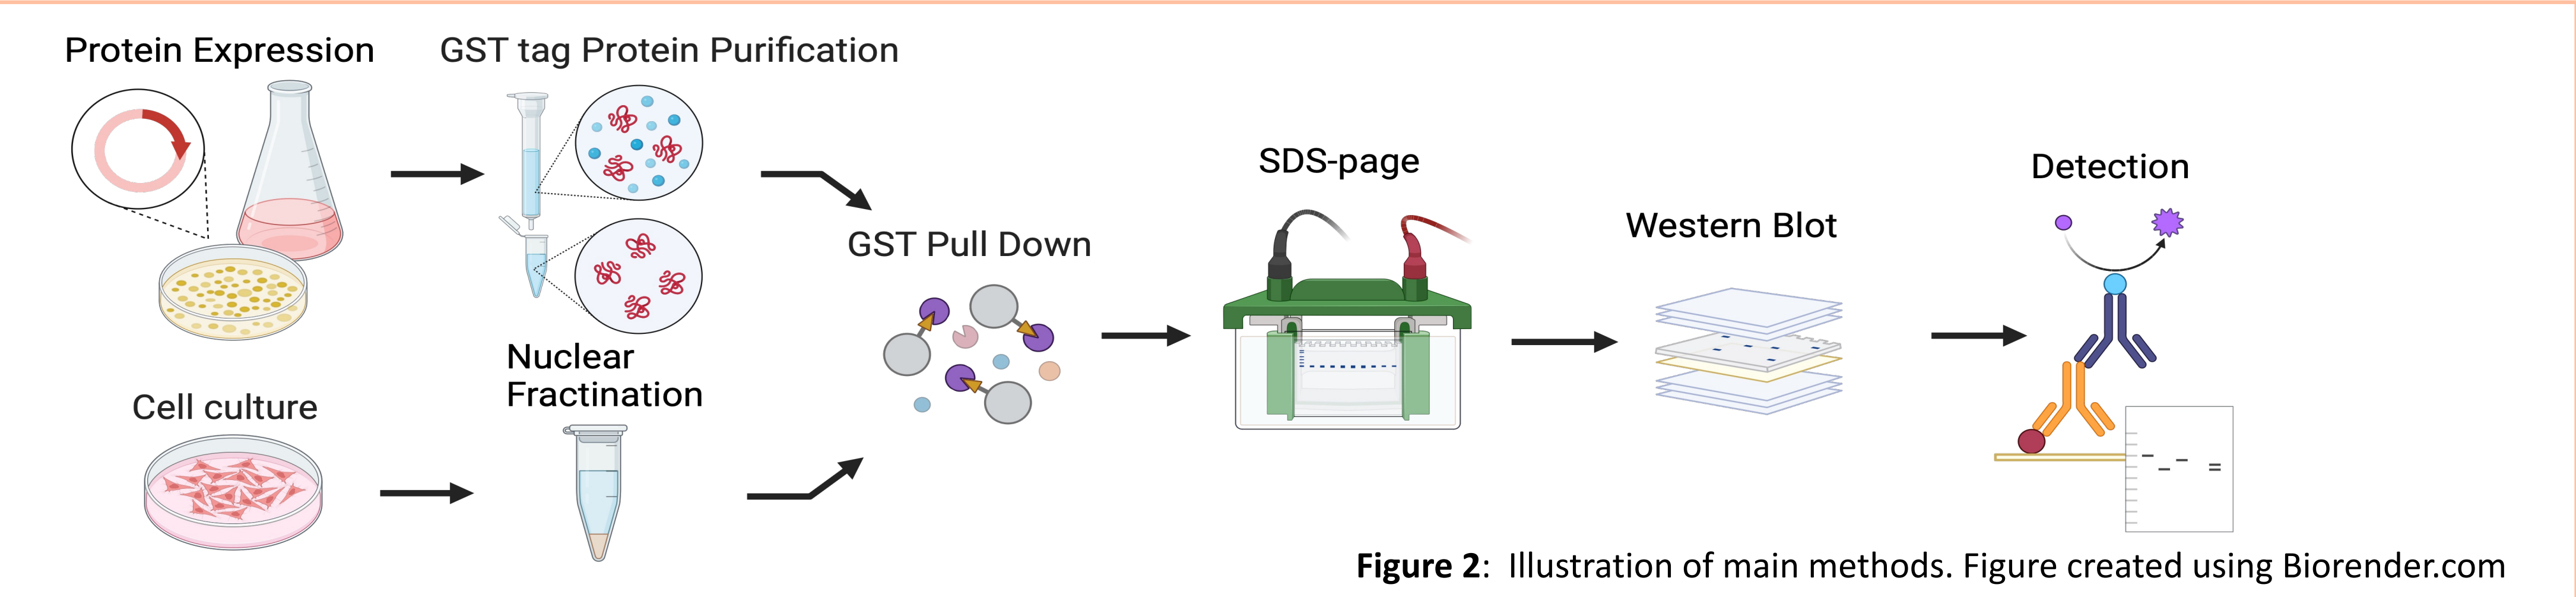 Protein Expression
GST tag Protein Purification
SDS-page
Detection
Western Blot
GST Pull Down
Nuclear
Fractination
Cell culture
Figure 2:  Illustration of main methods. Figure created using Biorender.com